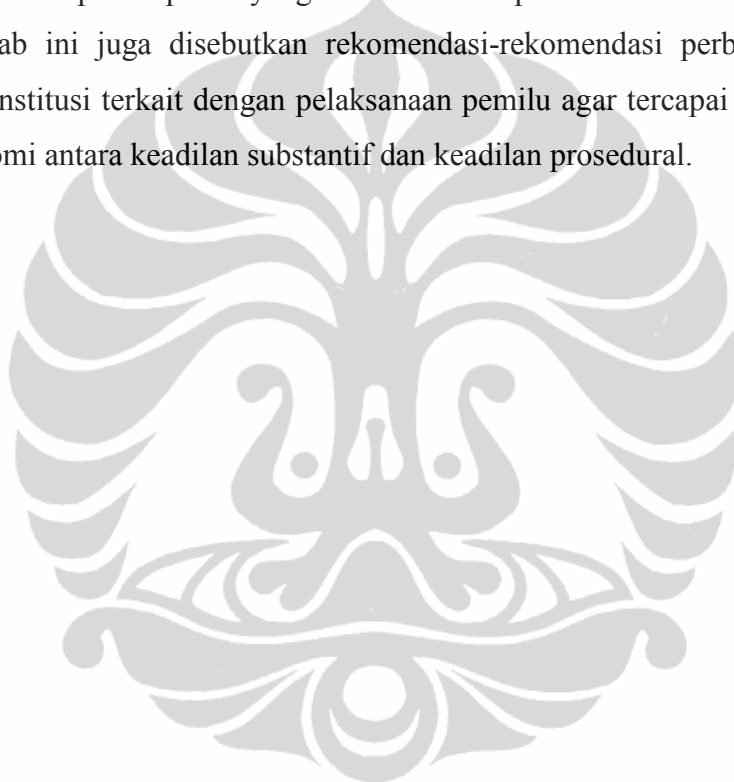 yang
ab ini juga disebutkan rekomendasi-rekomendasi perb
nstitusi terkait dengan pelaksanaan pemilu agar tercapai
omi antara keadilan substantif dan keadilan prosedural.